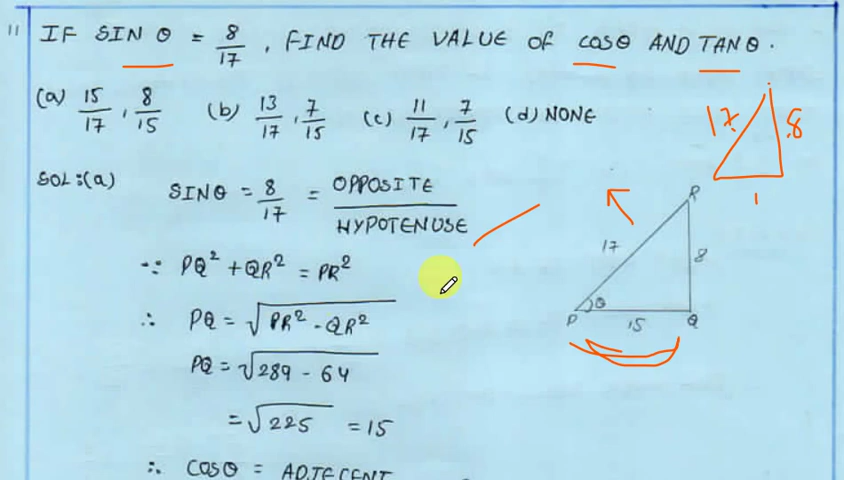 11 IF SIN θ = 8/17, FIND THE VALUE OF COSθ AND TANθ.
(a) 15/17, 8/15 (b) 13/17, 7/15 (c) 11/17, 7/15 (d) NONE
17 8
SOL:(a) SINθ = 8/17 = OPPOSITE/HYPOTENUSE
∵ PQ² + QR² = PR²
∴ PQ = √PR² - QR²
PQ = √289 - 64
= √225 = 15
∴ COSθ = ADJECENT
R
17 8
θ
P 15 Q